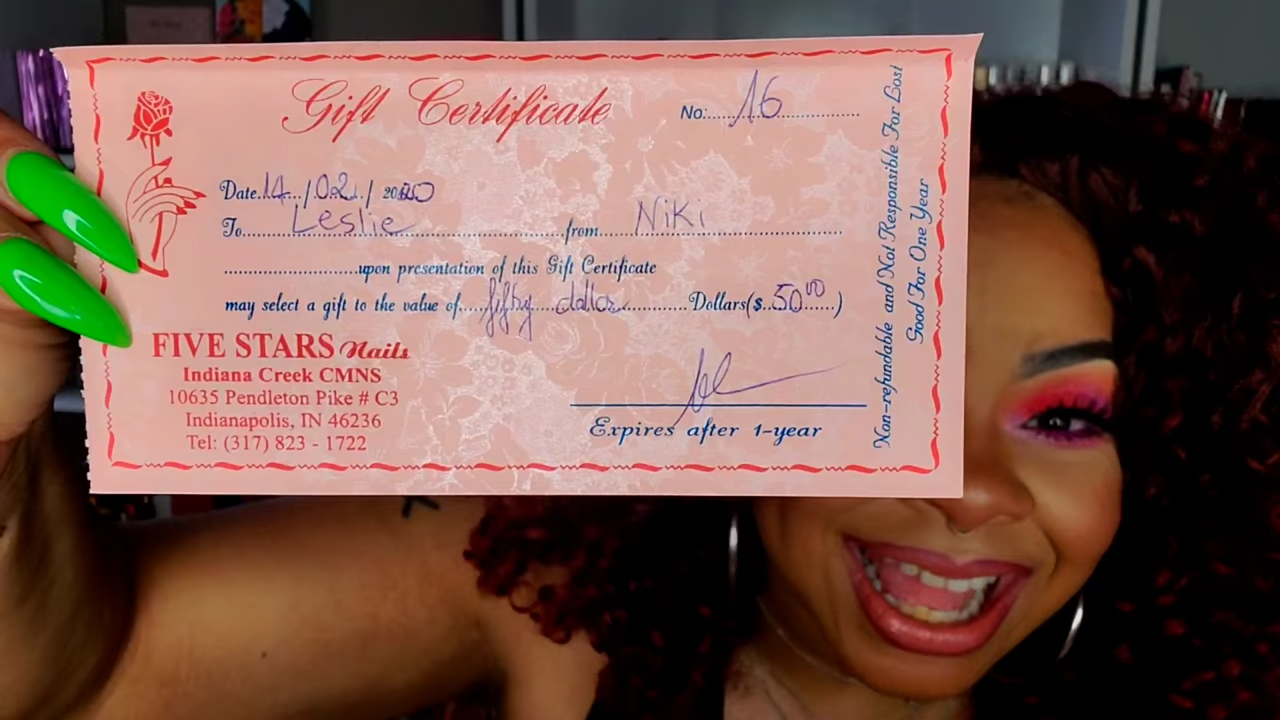 Gift Certificate
No:.........16.................
Date.14.../.02../ 2020
To.........Leslie.........................from.........Niki.........................
.............................upon presentation of this Gift Certificate
may select a gift to the value of.....fifty dollar.............Dollars($..50.00.....)
FIVE STARS Nails
Indiana Creek CMNS
10635 Pendleton Pike # C3
Indianapolis, IN 46236
Tel: (317) 823 - 1722
Expires after 1-year
Non-refundable and Not Responsible For Lost
Good For One Year